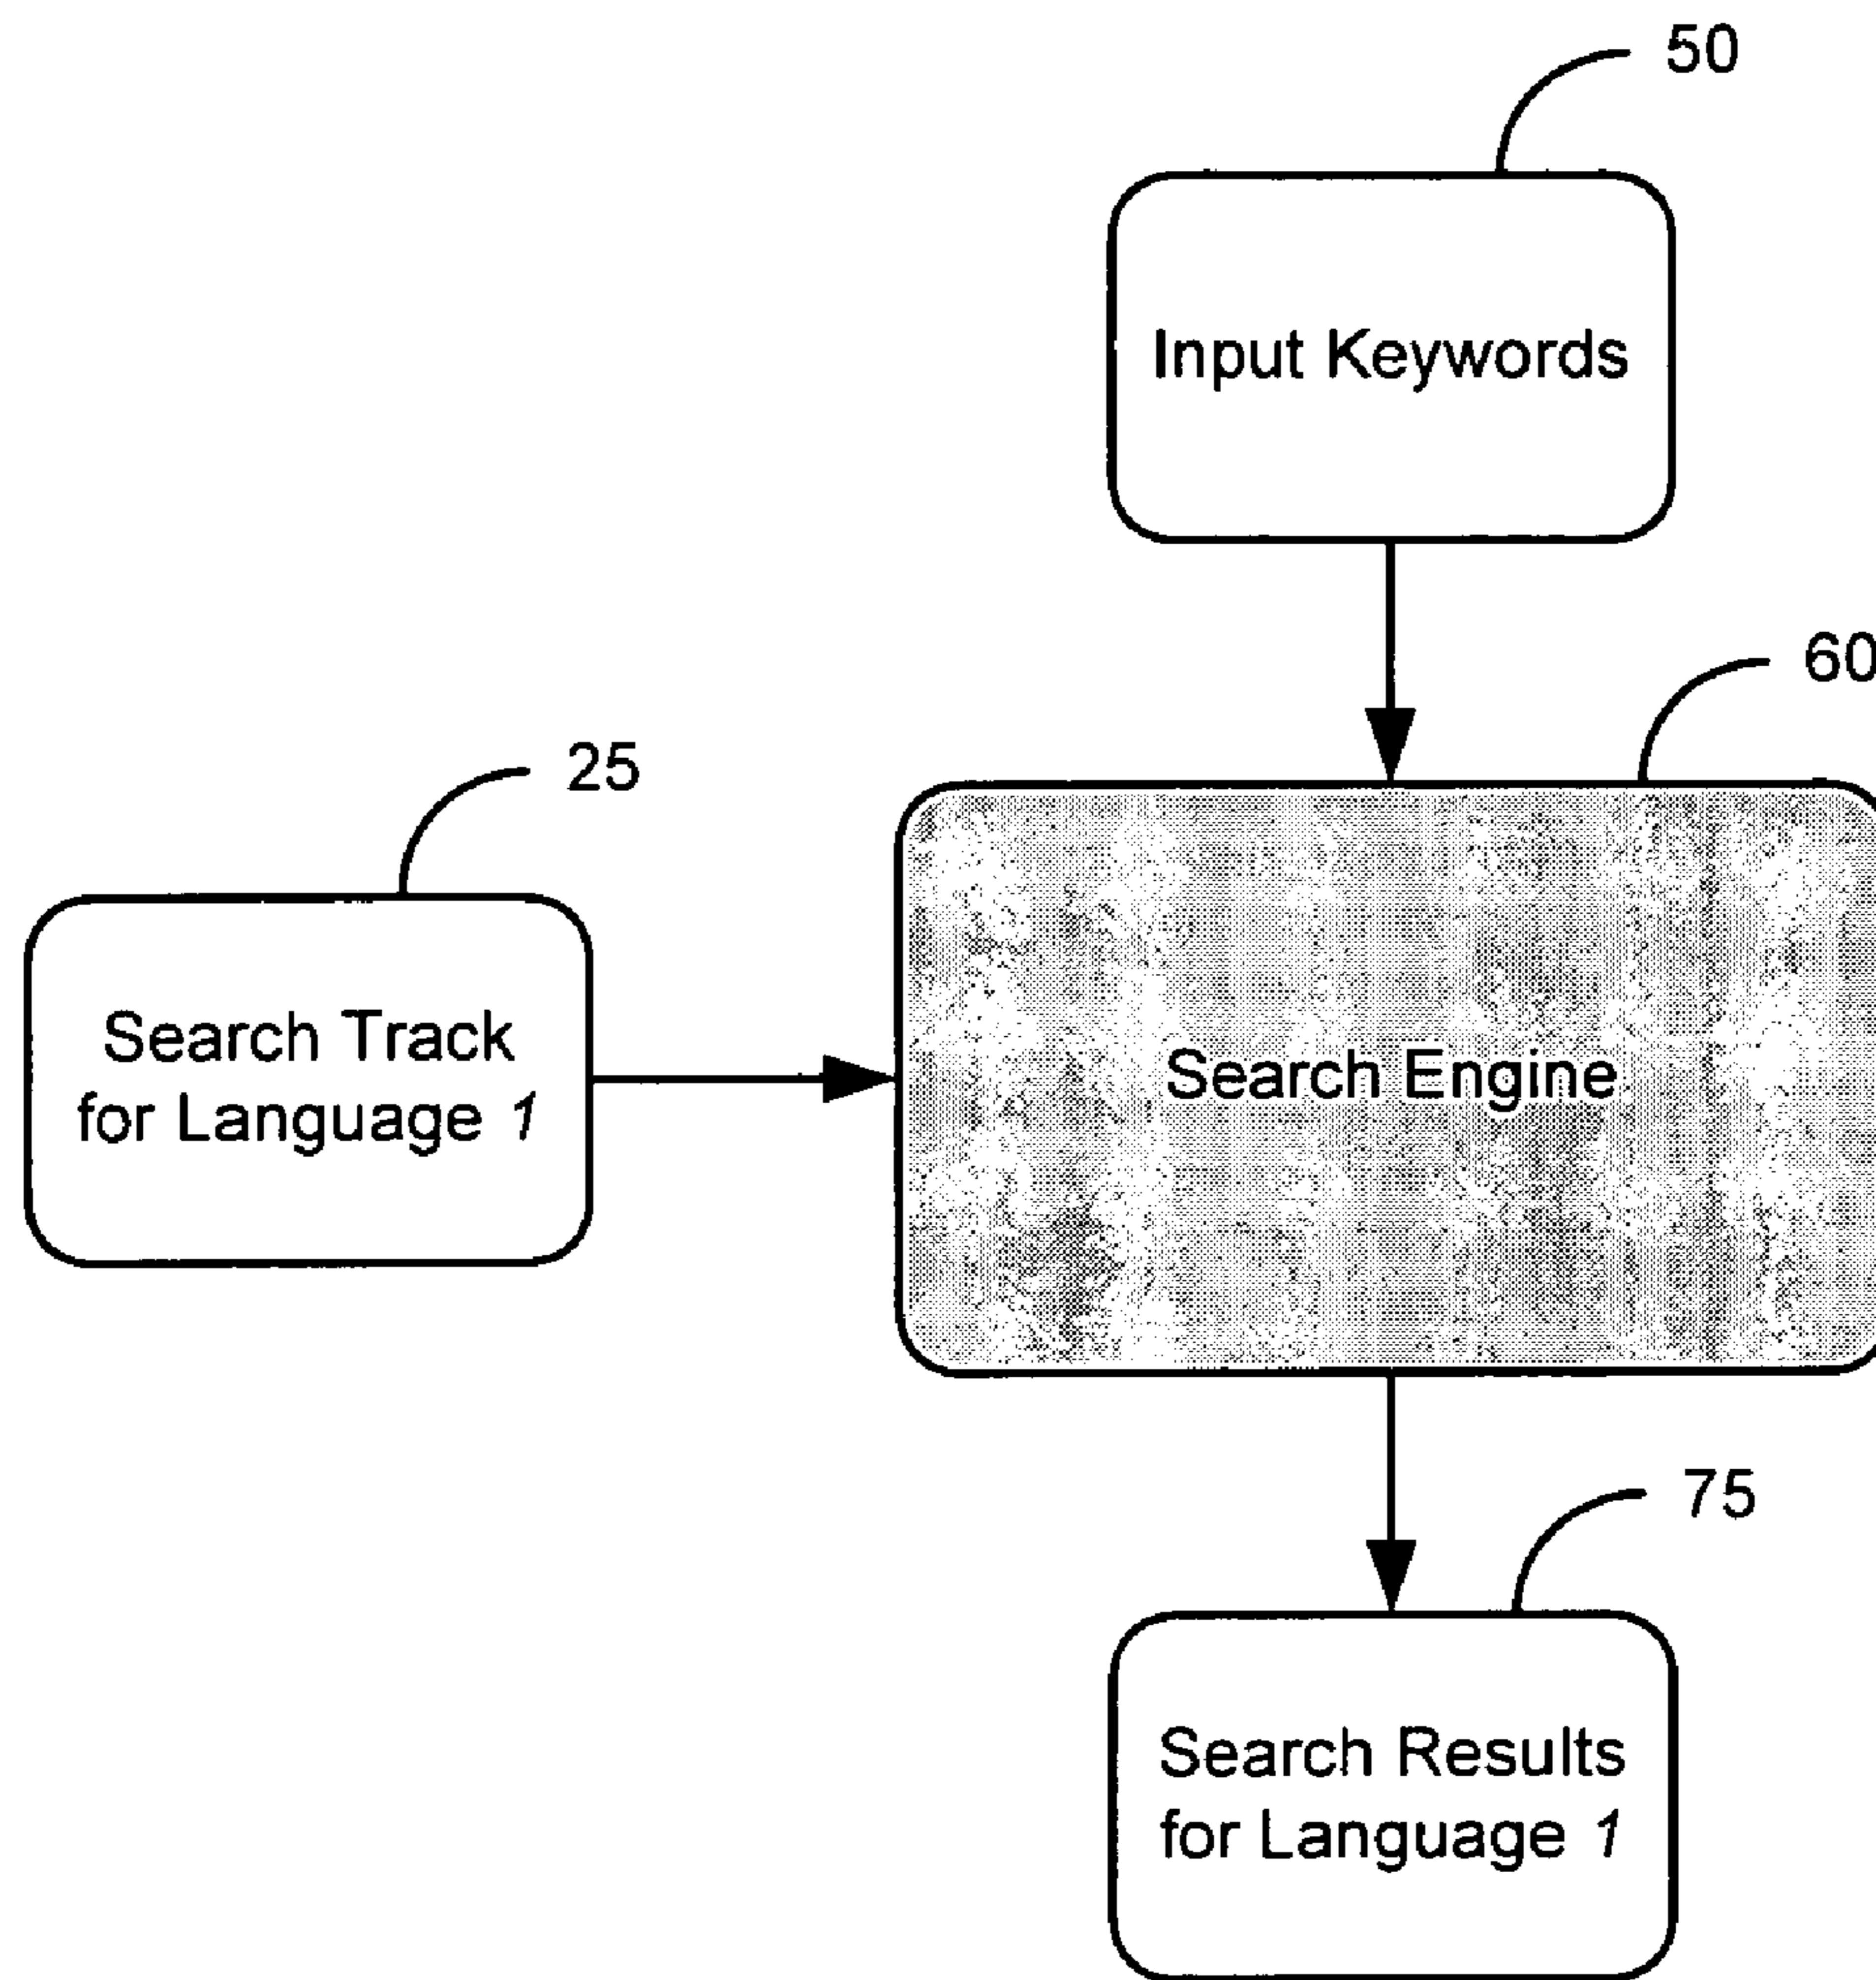 50
Input Keywords
60
25
Search Track
for Language 1
Search Engine
75
Search Results
for Language 1